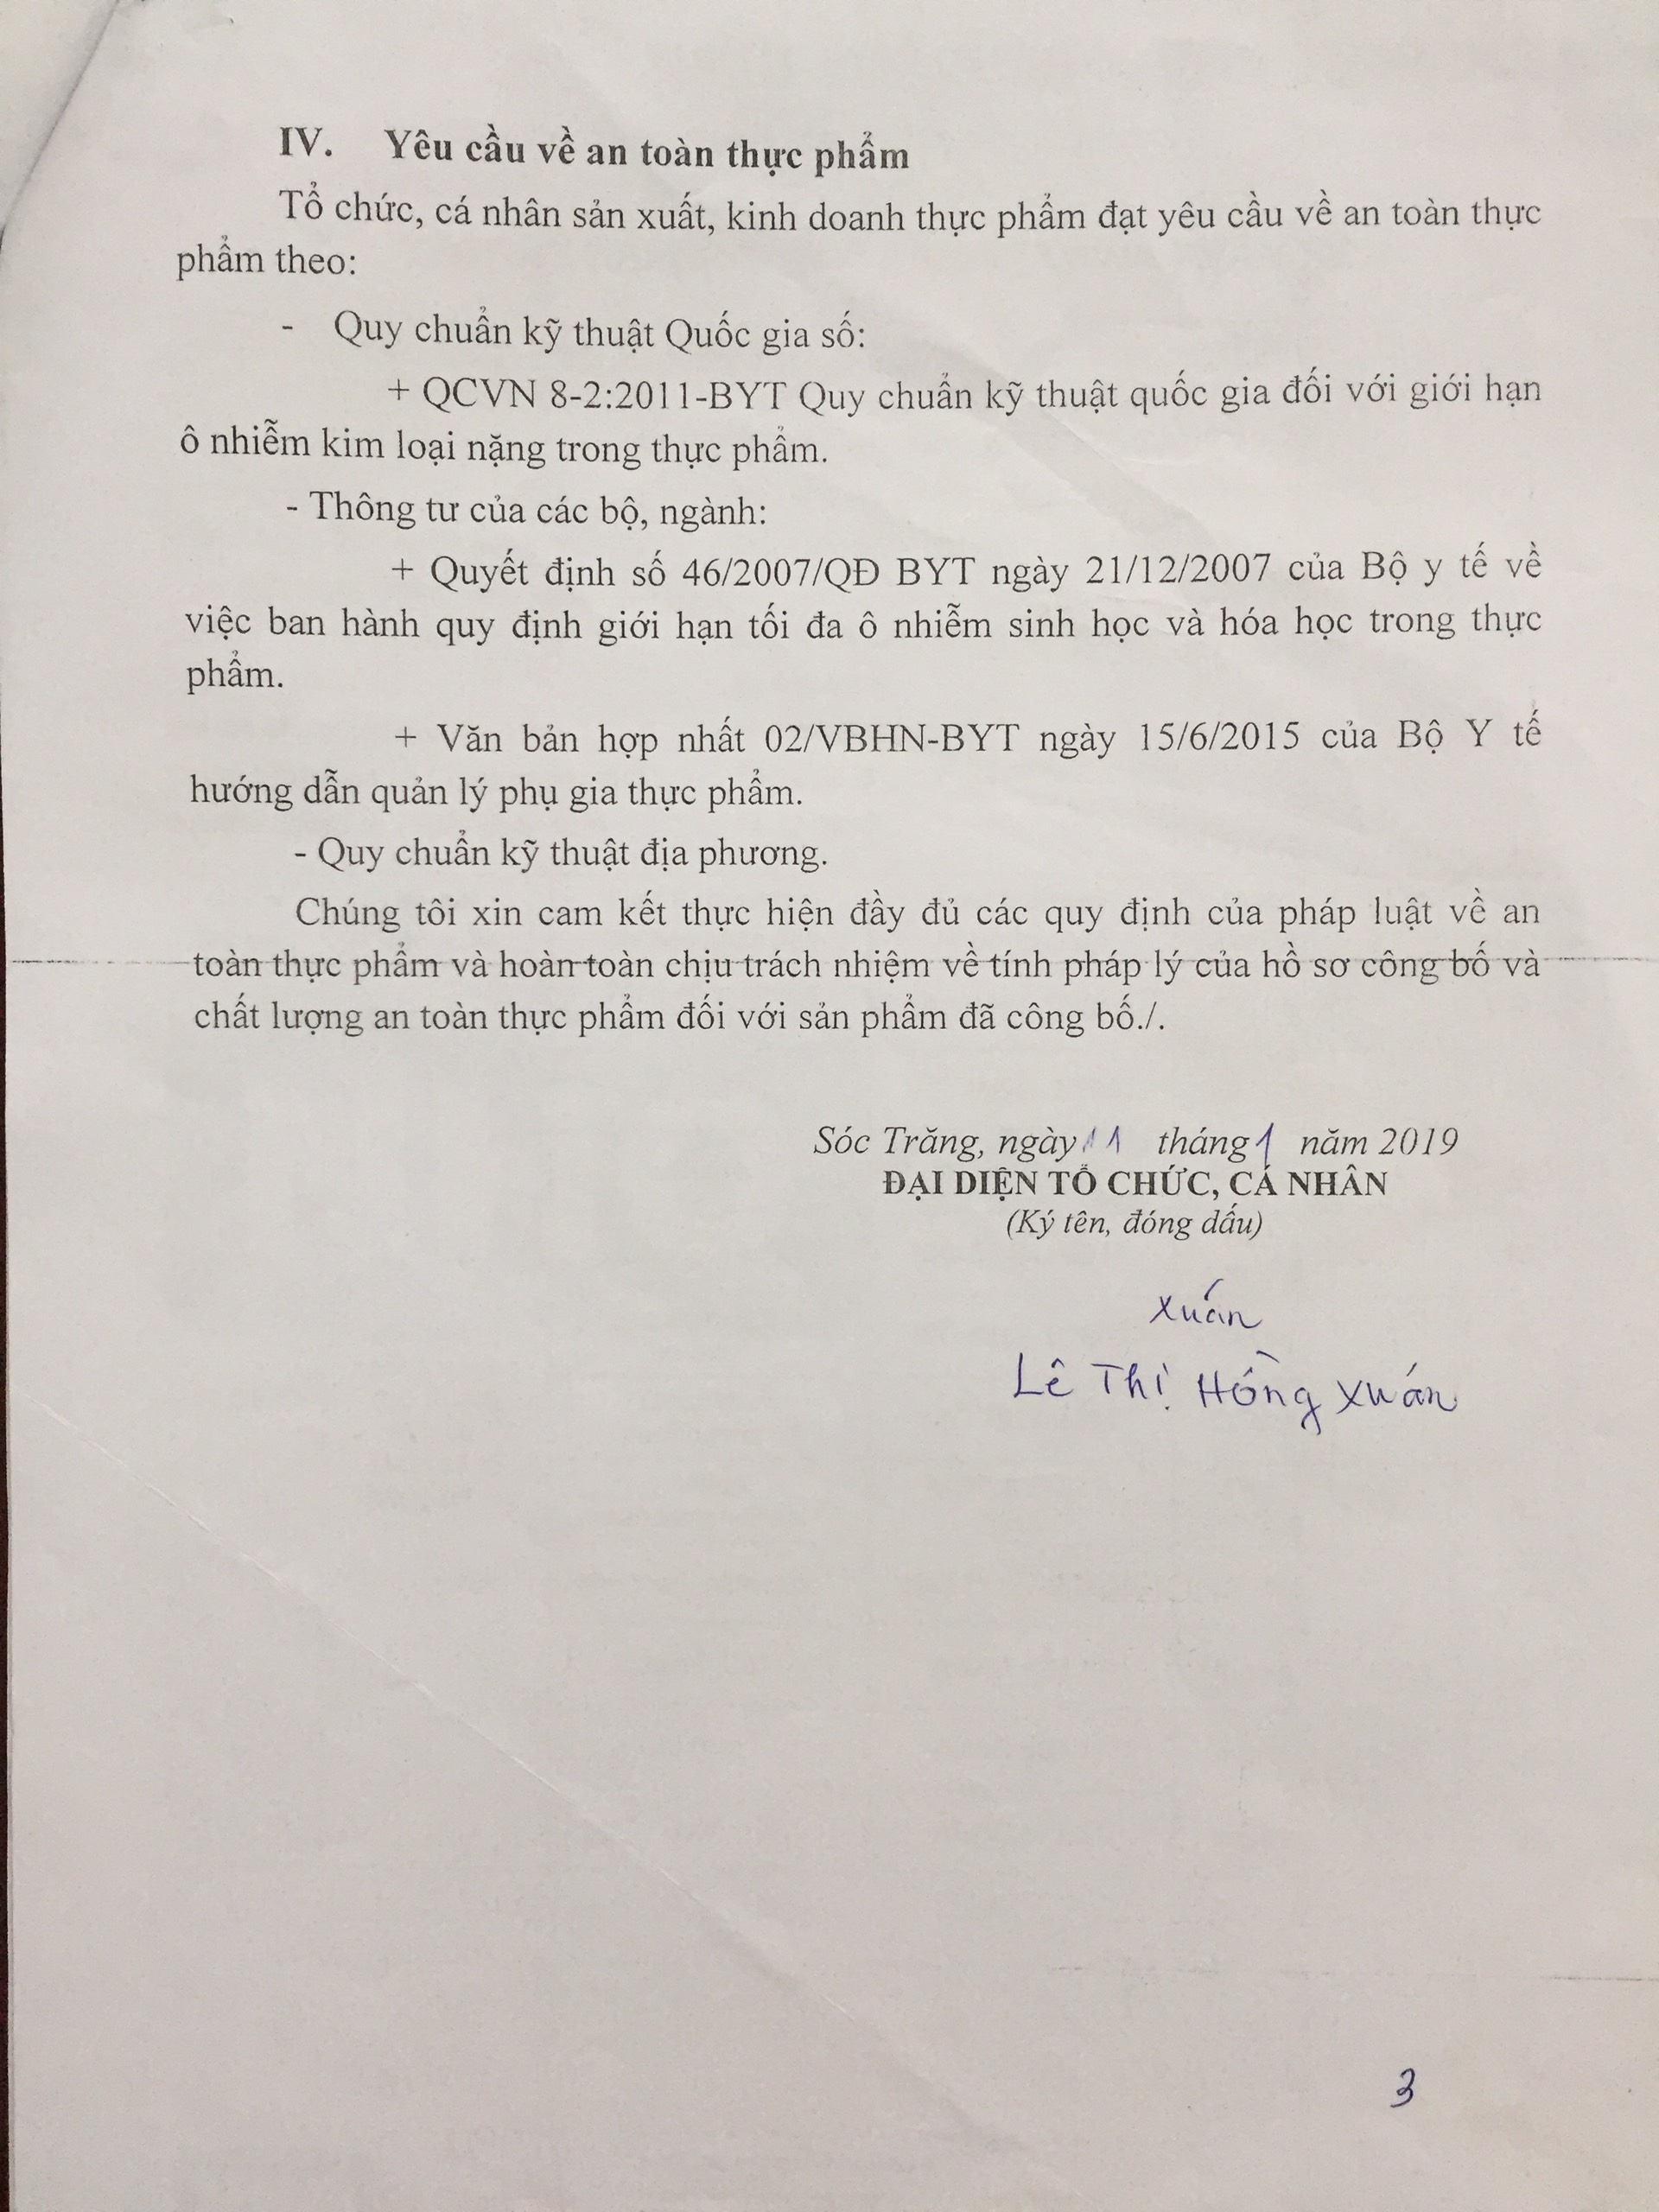 IV. Yêu cầu về an toàn thực phẩm
Tổ chức, cá nhân sản xuất, kinh doanh thực phẩm đạt yêu cầu về an toàn thực
phẩm theo:
- Quy chuẩn kỹ thuật Quốc gia số:
+ QCVN 8-2:2011-BYT Quy chuẩn kỹ thuật quốc gia đối với giới hạn
ô nhiễm kim loại nặng trong thực phẩm.
- Thông tư của các bộ, ngành:
+ Quyết định số 46/2007/QĐ BYT ngày 21/12/2007 của Bộ y tế về
việc ban hành quy định giới hạn tối đa ô nhiễm sinh học và hóa học trong thực
phẩm.
+ Văn bản hợp nhất 02/VBHN-BYT ngày 15/6/2015 của Bộ Y tế
hướng dẫn quản lý phụ gia thực phẩm.
- Quy chuẩn kỹ thuật địa phương.
Chúng tôi xin cam kết thực hiện đầy đủ các quy định của pháp luật về an
toàn thực phẩm và hoàn toàn chịu trách nhiệm về tính pháp lý của hồ sơ công bố và
chất lượng an toàn thực phẩm đối với sản phẩm đã công bố./.
Sóc Trăng, ngày 11 tháng 1 năm 2019
ĐẠI DIỆN TỔ CHỨC, CÁ NHÂN
(Ký tên, đóng dấu)
Xuán
Lê Thị Hồng Xuán
3